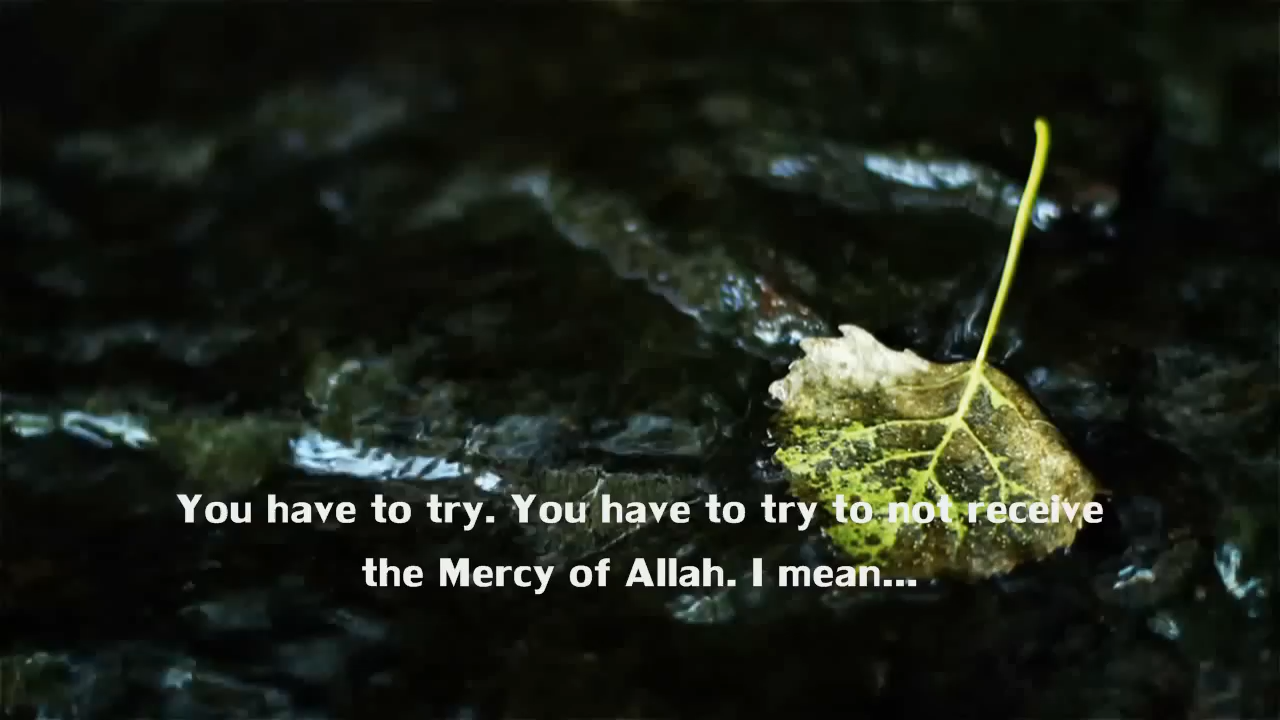 You have to try. You have to try to not receive
the Mercy of Allah. I mean...